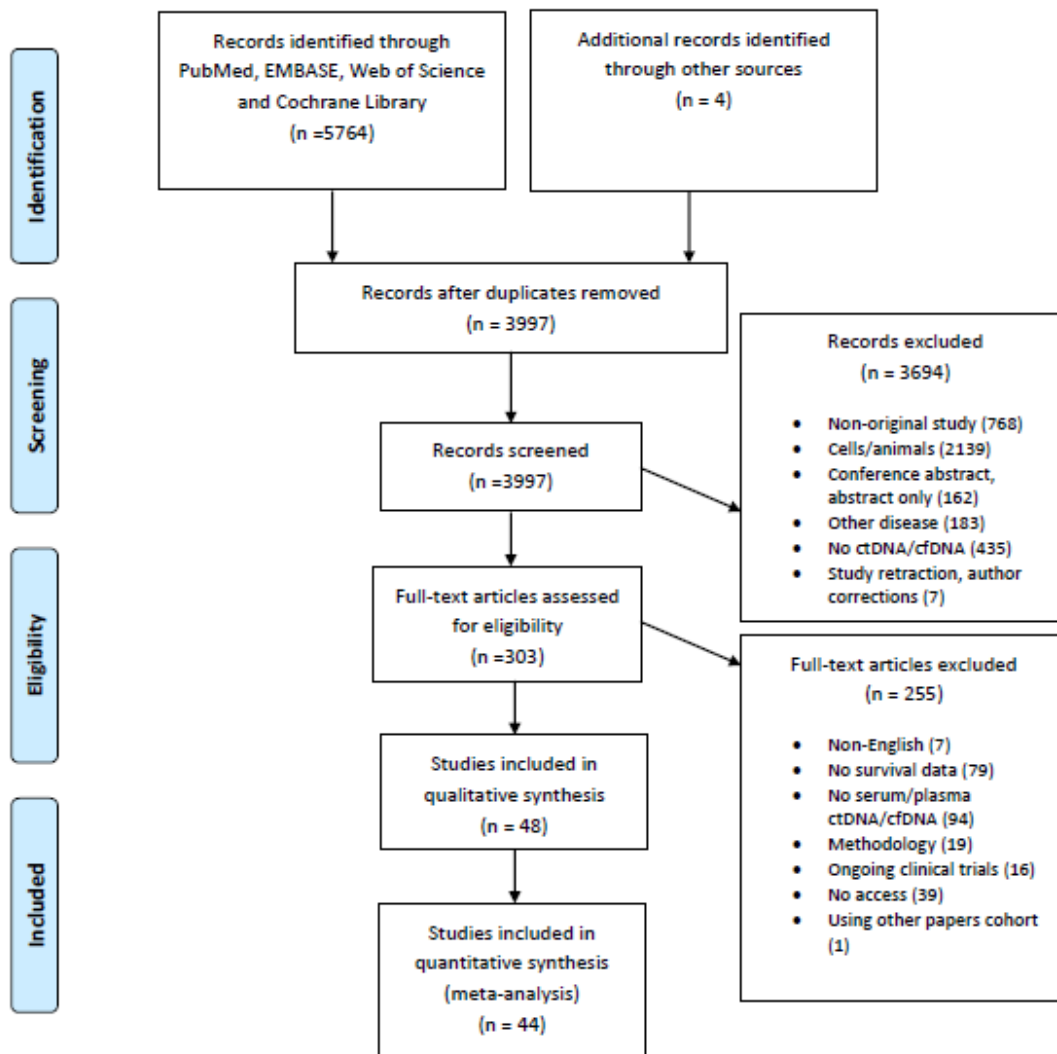 Identification
Records identified through
PubMed, EMBASE, Web of Science
and Cochrane Library
(n =5764)
Additional records identified
through other sources
(n = 4)
Records after duplicates removed
(n = 3997)
Screening
Records screened
(n =3997)
Records excluded
(n = 3694)
• Non-original study (768)
• Cells/animals (2139)
• Conference abstract,
abstract only (162)
• Other disease (183)
• No ctDNA/cfDNA (435)
• Study retraction, author
corrections (7)
Eligibility
Full-text articles assessed
for eligibility
(n =303)
Full-text articles excluded
(n = 255)
• Non-English (7)
• No survival data (79)
• No serum/plasma
ctDNA/cfDNA (94)
• Methodology (19)
• Ongoing clinical trials (16)
• No access (39)
• Using other papers cohort
(1)
Studies included in
qualitative synthesis
(n = 48)
Included
Studies included in
quantitative synthesis
(meta-analysis)
(n = 44)